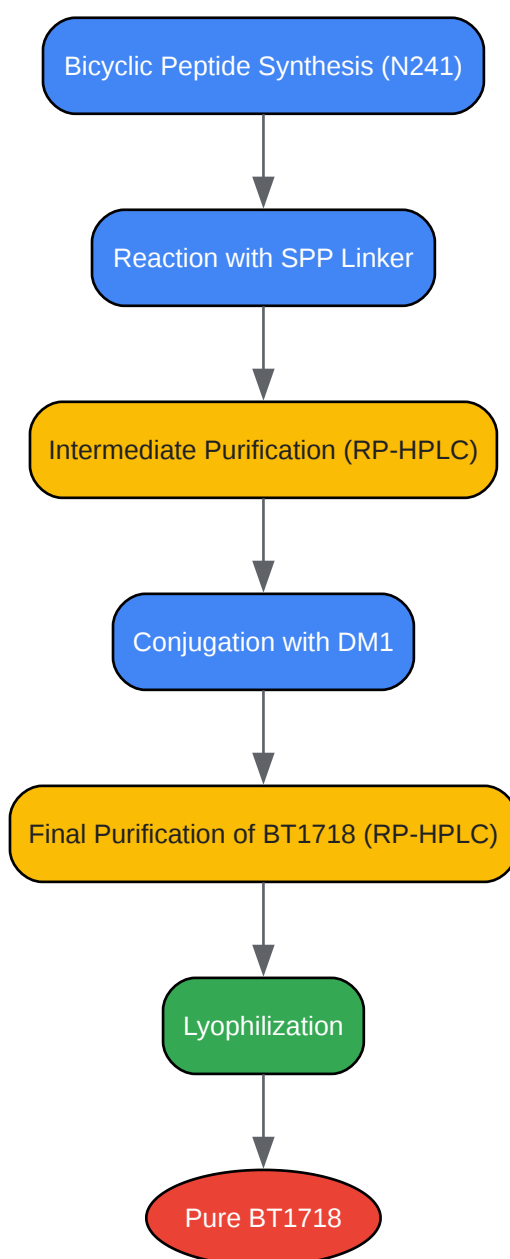 Bicyclic Peptide Synthesis (N241)
Reaction with SPP Linker
Intermediate Purification (RP-HPLC)
Conjugation with DM1
Final Purification of BT1718 (RP-HPLC)
Lyophilization
Pure BT1718